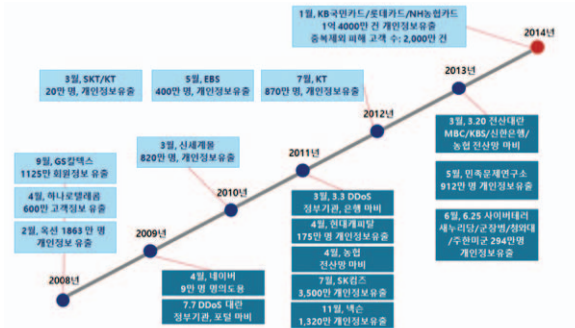 1월, KB국민카드/롯데카드/NH농협카드
1억 4000만 건 개인정보유출
중복제외 피해 고객 수: 2,000만 건
2014년
3월, SKT/KT
20만 명, 개인정보유출
5월, EBS
400만 명, 개인정보유출
7월, KT
870만 명, 개인정보유출
2013년
2012년
3월, 3.20 전산대란
MBC/KBS/신한은행/
농협 전산망 마비
3월, 신세계몰
820만 명, 개인정보유출
2011년
9월, GS칼텍스
1125만 회원정보 유출
4월, 하나로텔레콤
600만 고객정보 유출
2월, 옥션 1863 만 명
개인정보 유출
2010년
5월, 민족문제연구소
912만 명 개인정보유출
3월, 3.3 DDoS
정부기관, 은행 마비
4월, 현대캐피탈
175만 명 개인정보유출
4월, 농협
전산망 마비
7월, SK컴즈
3,500만 개인정보유출
11월, 넥슨
1,320만 개인정보유출
6월, 6.25 사이버테러
새누리당/군장병/청와대
/주한미군 294만명
개인정보유출
2009년
4월, 네이버
9만 명 명의도용
7.7 DDoS 대란
정부기관, 포털 마비
2008년